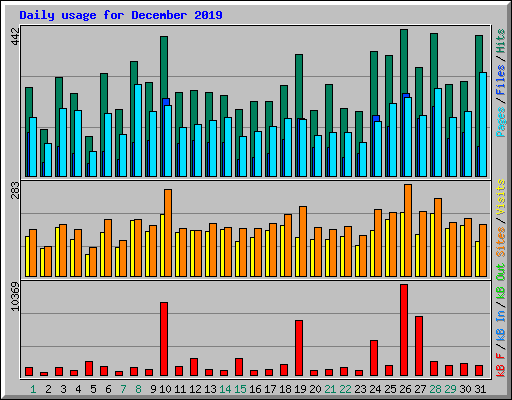 Daily usage for December 2019
442
Pages / Files / Hits
283
Sites / Visits
10369
kB F / kB In / kB Out
1 2 3 4 5 6 7 8 9 10 11 12 13 14 15 16 17 18 19 20 21 22 23 24 25 26 27 28 29 30 31